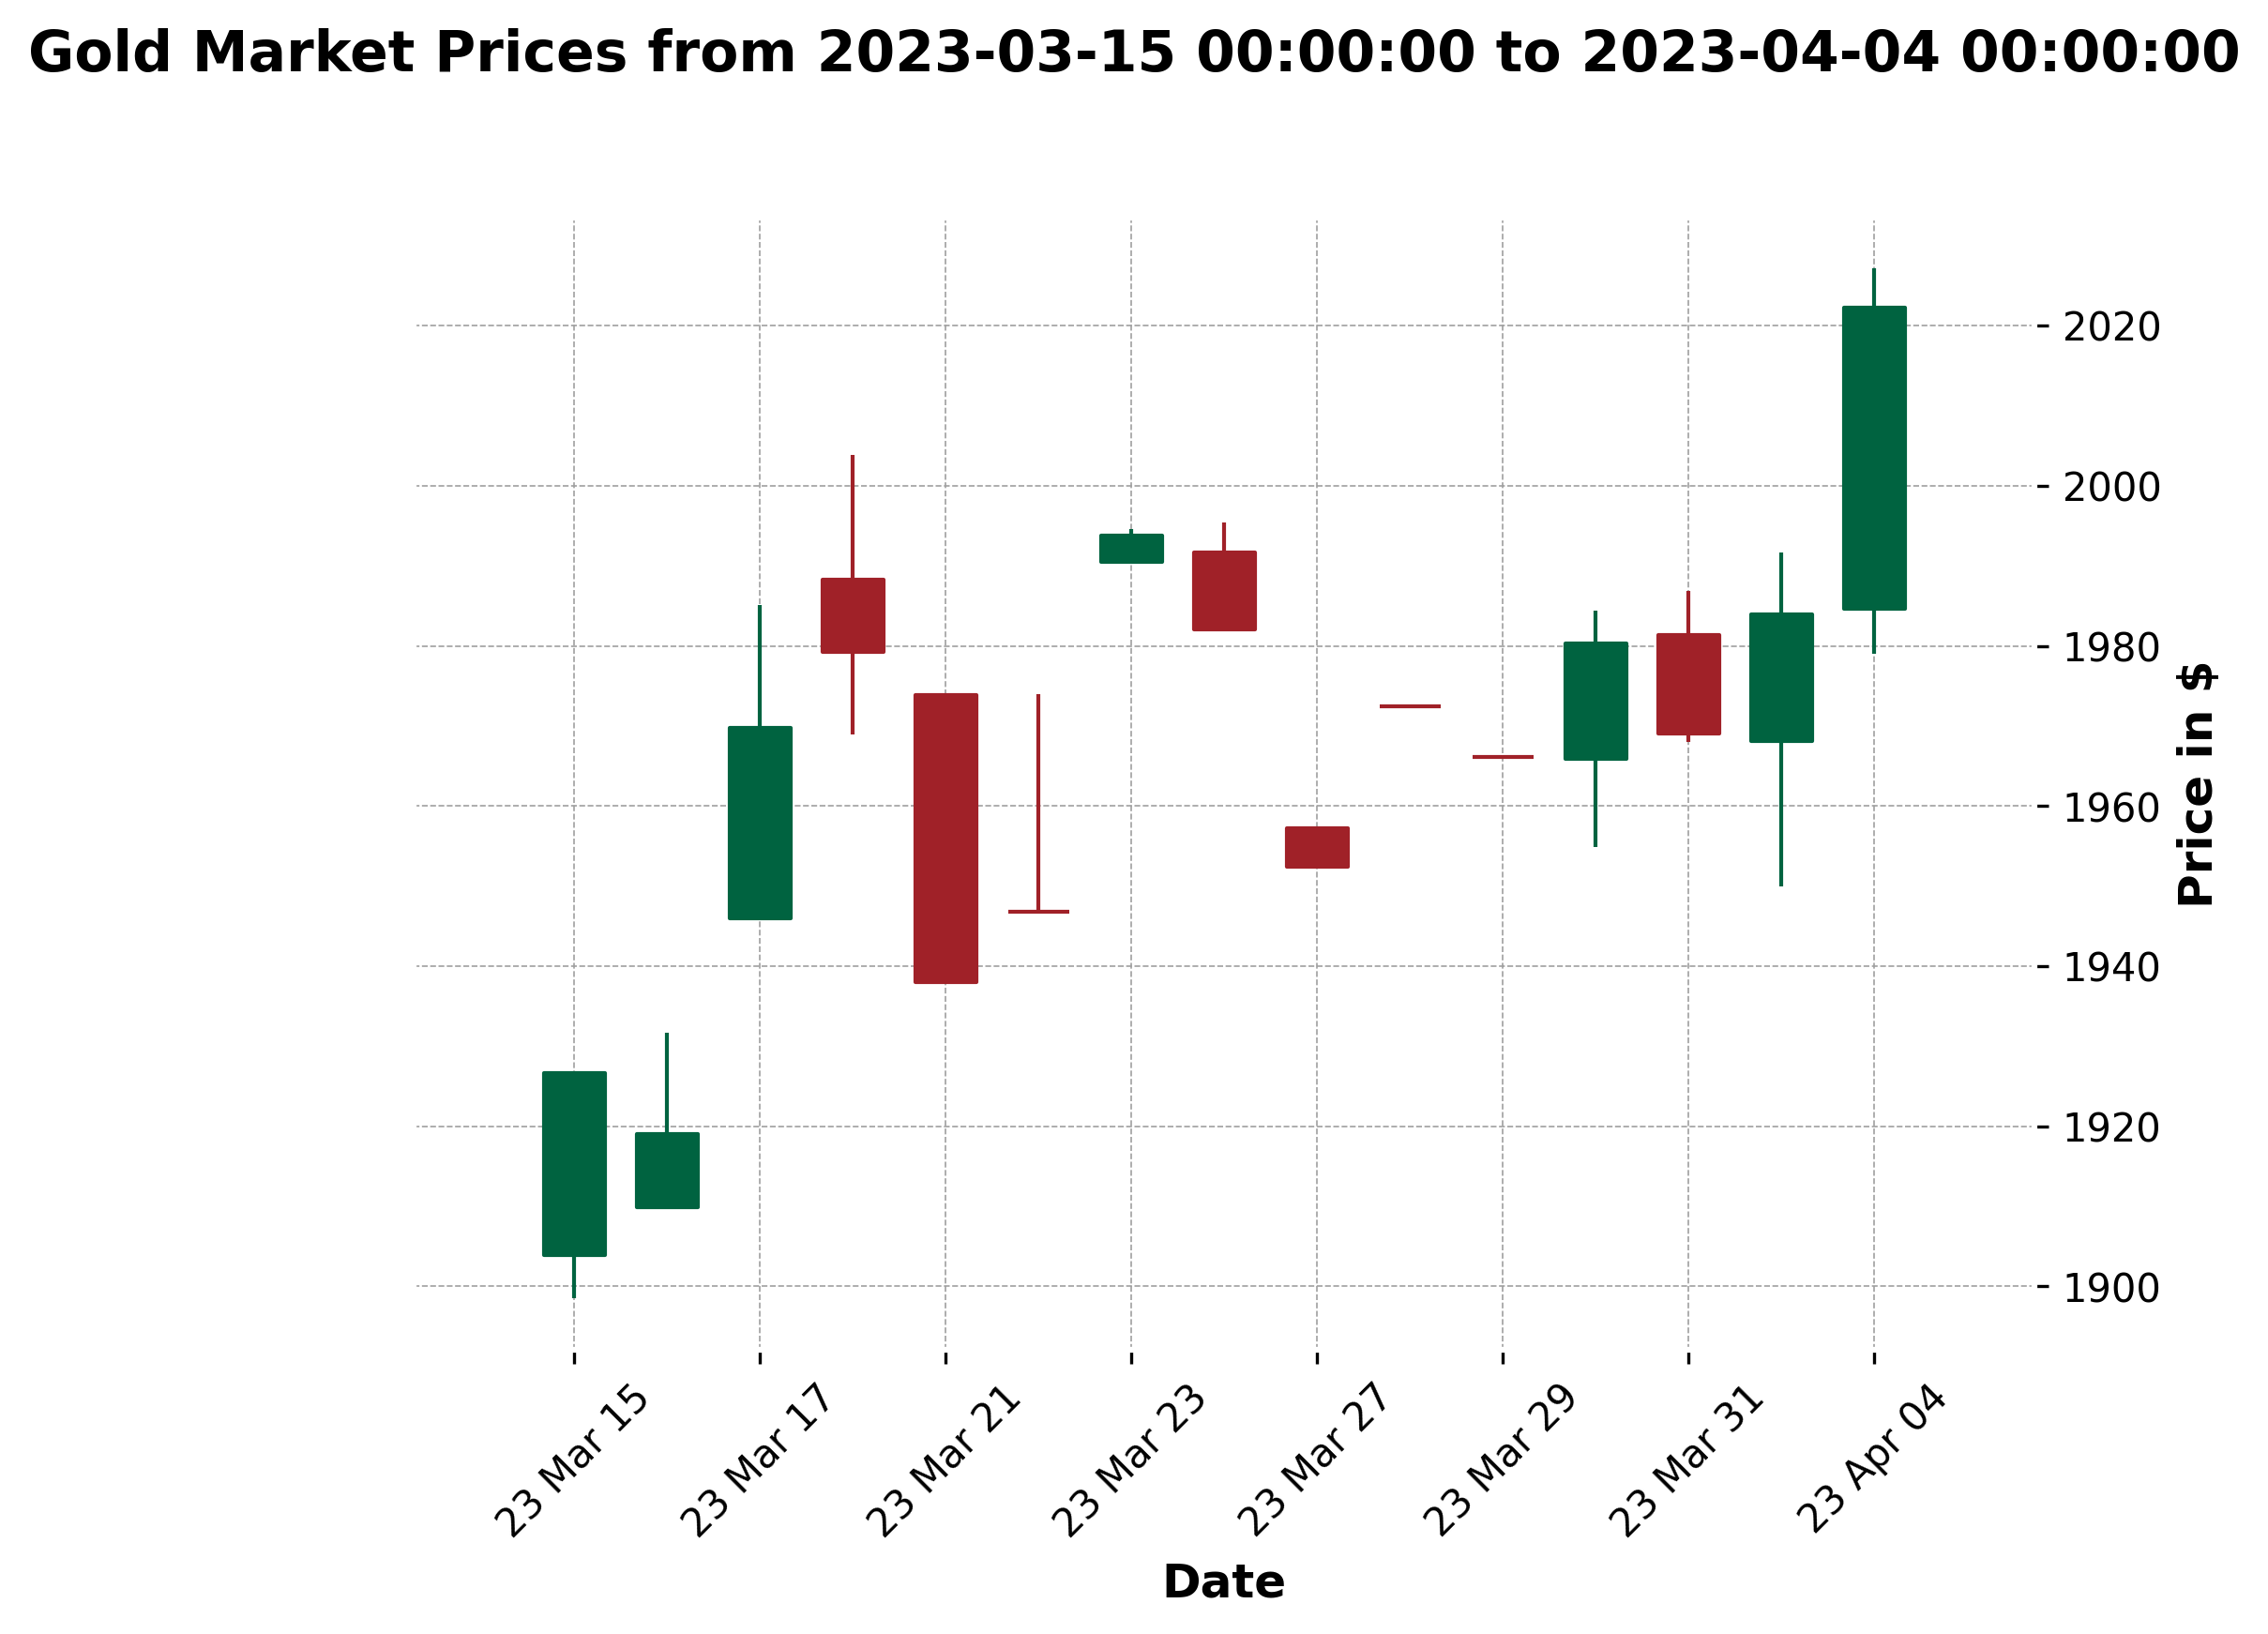 Gold Market Prices from 2023-03-15 00:00:00 to 2023-04-04 00:00:00
2020
2000
1980
1960
1940
1920
1900
Price in $
23 Mar 15
23 Mar 17
23 Mar 21
23 Mar 23
23 Mar 27
23 Mar 29
23 Mar 31
23 Apr 04
Date